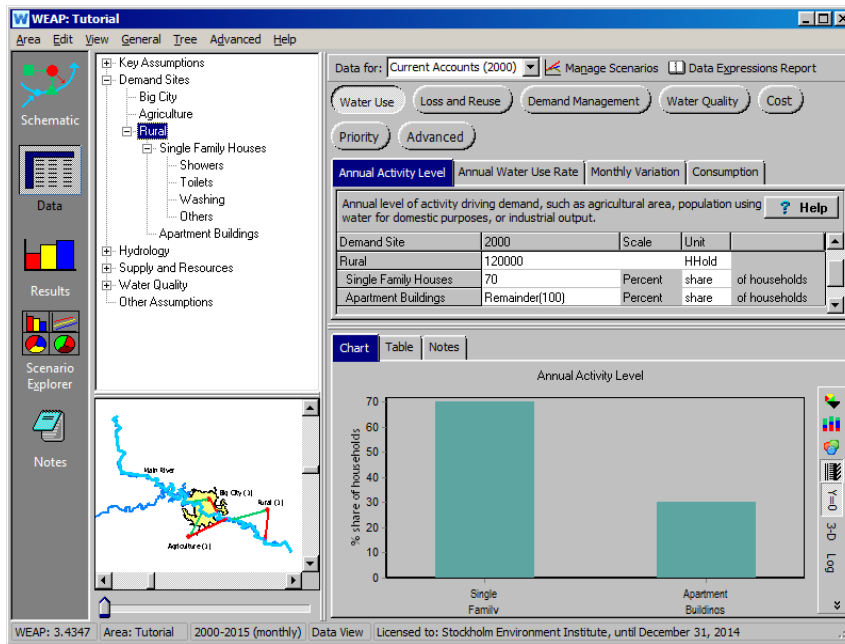 WEAP: Tutorial
Area Edit View General Tree Advanced Help
Schematic
Data
Results
Scenario
Explorer
Notes
Key Assumptions
Demand Sites
Big City
Agriculture
Rural
Single Family Houses
Showers
Toilets
Washing
Others
Apartment Buildings
Hydrology
Supply and Resources
Water Quality
Other Assumptions
Main River
Big City (1)
Rural (3)
Agriculture (1)
Data for: Current Accounts (2000) Manage Scenarios Data Expressions Report
Water Use Loss and Reuse Demand Management Water Quality Cost
Priority Advanced
Annual Activity Level Annual Water Use Rate Monthly Variation Consumption
Annual level of activity driving demand, such as agricultural area, population using
water for domestic purposes, or industrial output.
? Help
Demand Site 2000 Scale Unit
Rural 120000 HHold
Single Family Houses 70 Percent share of households
Apartment Buildings Remainder(100) Percent share of households
Chart Table Notes
Annual Activity Level
% share of households
70
60
50
40
30
20
10
0
Single
Family
Apartment
Buildings
Y=0
3-D
Log
WEAP: 3.4347 Area: Tutorial 2000-2015 (monthly) Data View Licensed to: Stockholm Environment Institute, until December 31, 2014